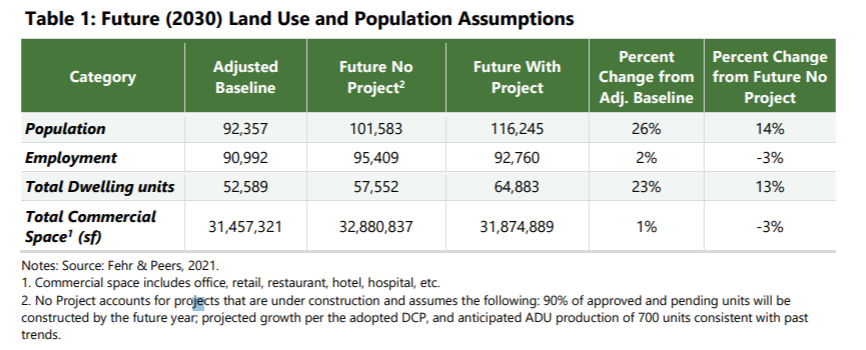 Table 1: Future (2030) Land Use and Population Assumptions
Category
Adjusted
Baseline
Future No
Project²
Future With
Project
Percent
Change from
Adj. Baseline
Percent Change
from Future No
Project
Population 92,357 101,583 116,245 26% 14%
Employment 90,992 95,409 92,760 2% -3%
Total Dwelling units 52,589 57,552 64,883 23% 13%
Total Commercial
Space¹ (sf) 31,457,321 32,880,837 31,874,889 1% -3%
Notes: Source: Fehr & Peers, 2021.
1. Commercial space includes office, retail, restaurant, hotel, hospital, etc.
2. No Project accounts for projects that are under construction and assumes the following: 90% of approved and pending units will be
constructed by the future year; projected growth per the adopted DCP, and anticipated ADU production of 700 units consistent with past
trends.